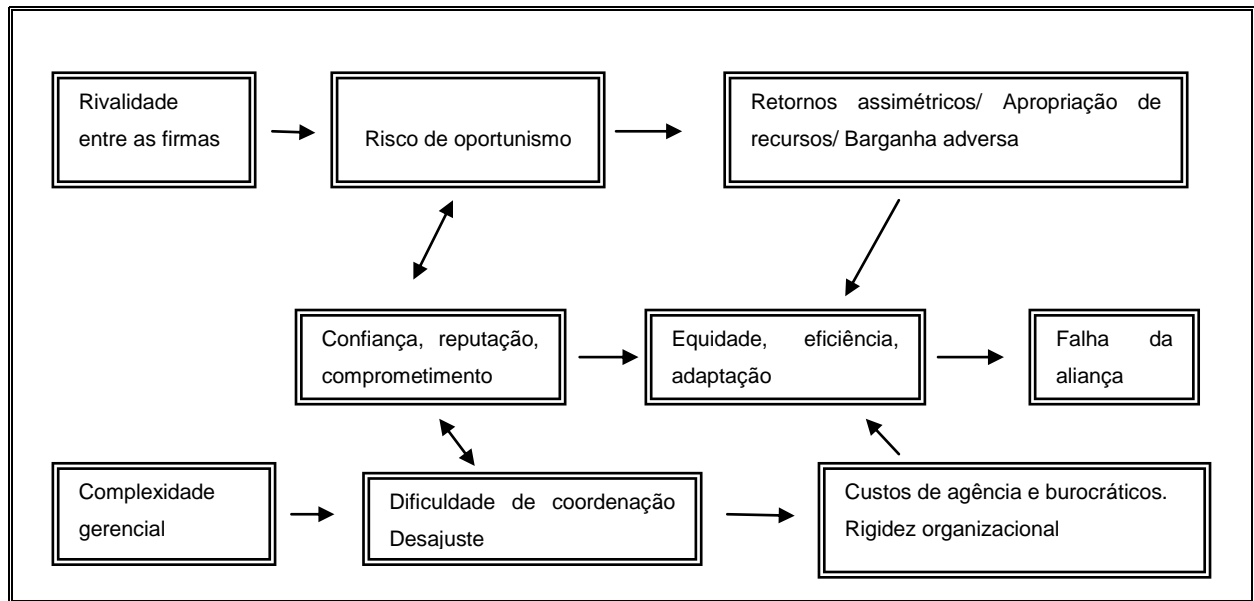 Rivalidade
entre as firmas
Risco de oportunismo
Retornos assimétricos/ Apropriação de
recursos/ Barganha adversa
Confiança, reputação,
comprometimento
Equidade, eficiência,
adaptação
Falha da
aliança
Complexidade
gerencial
Dificuldade de coordenação
Desajuste
Custos de agência e burocráticos.
Rigidez organizacional